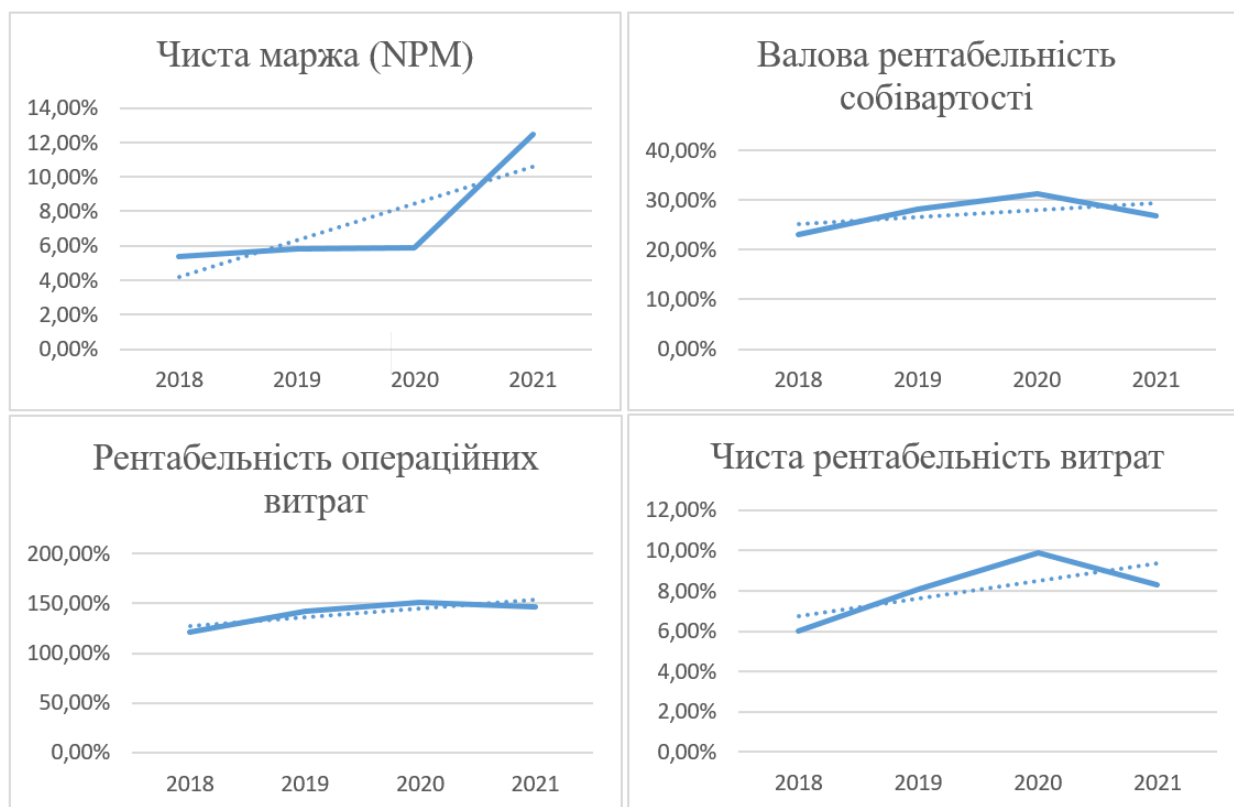 Чиста маржа (NPM)
14,00%
12,00%
10,00%
8,00%
6,00%
4,00%
2,00%
0,00%
2018 2019 2020 2021
Валова рентабельність
собівартості
40,00%
30,00%
20,00%
10,00%
0,00%
2018 2019 2020 2021
Рентабельність операційних
витрат
200,00%
150,00%
100,00%
50,00%
0,00%
2018 2019 2020 2021
Чиста рентабельність витрат
12,00%
10,00%
8,00%
6,00%
4,00%
2,00%
0,00%
2018 2019 2020 2021